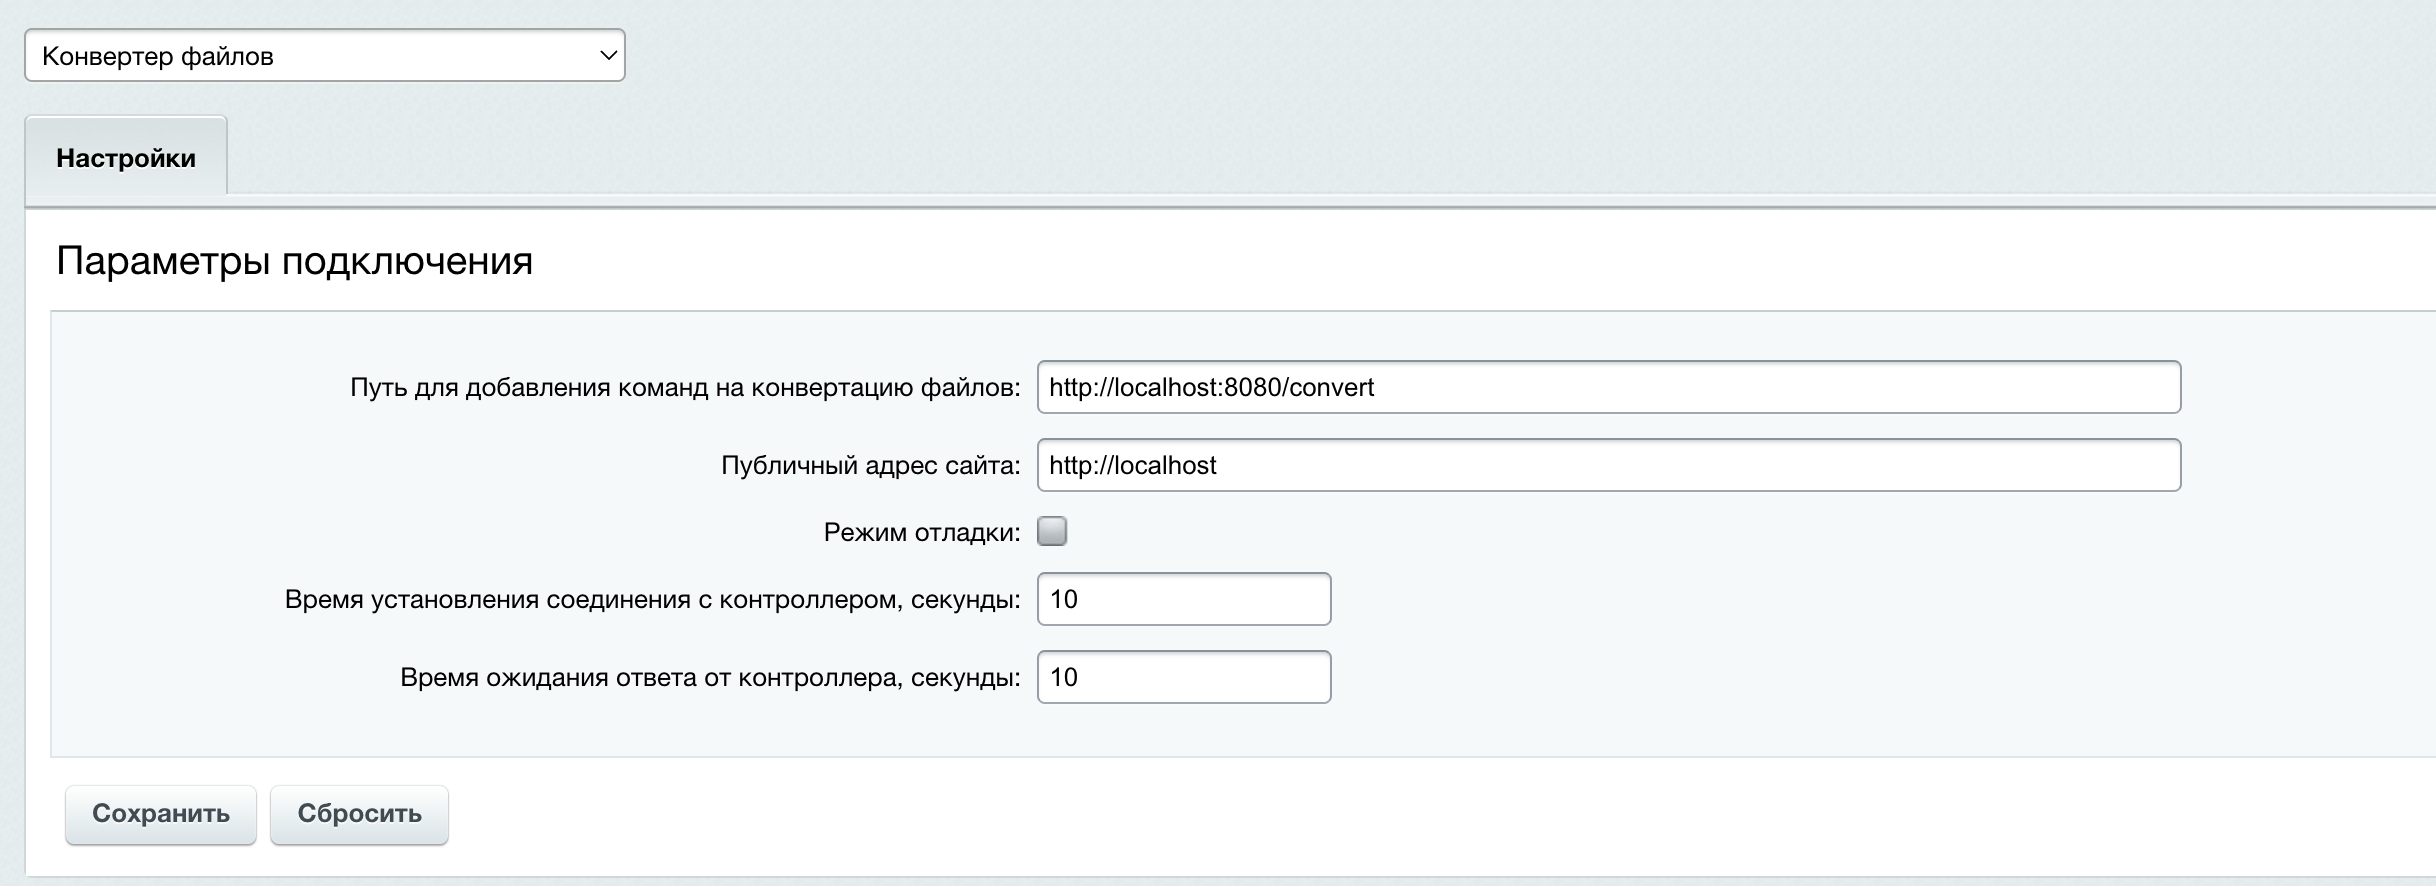 Конвертер файлов
Настройки
Параметры подключения
Путь для добавления команд на конвертацию файлов: http://localhost:8080/convert
Публичный адрес сайта: http://localhost
Режим отладки:
Время установления соединения с контроллером, секунды: 10
Время ожидания ответа от контроллера, секунды: 10
Сохранить Сбросить